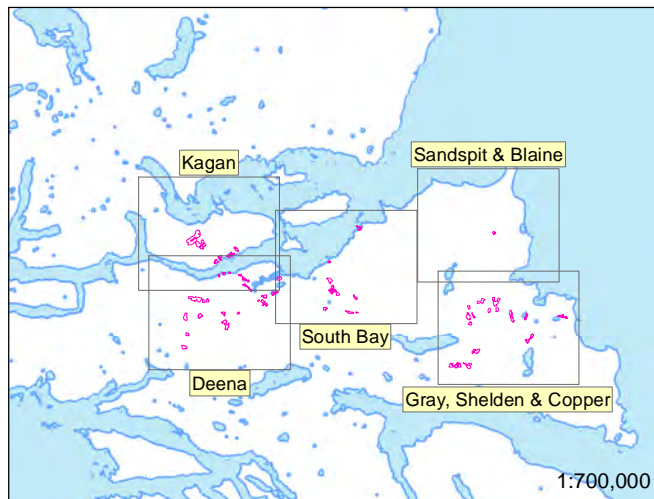 Sandspit & Blaine
Kagan
South Bay
Deena
Gray, Shelden & Copper
1:700,000